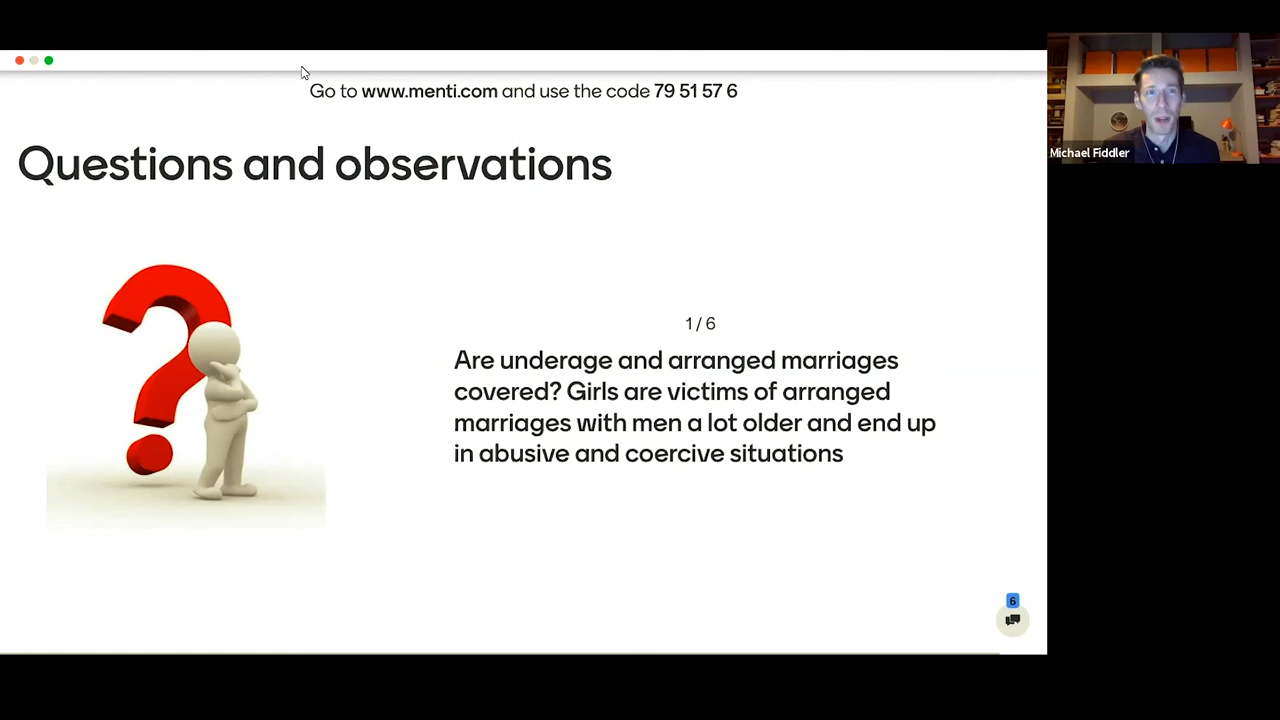 Go to www.menti.com and use the code 79 51 57 6
Michael Fiddler
Questions and observations
1 / 6
Are underage and arranged marriages
covered? Girls are victims of arranged
marriages with men a lot older and end up
in abusive and coercive situations
6